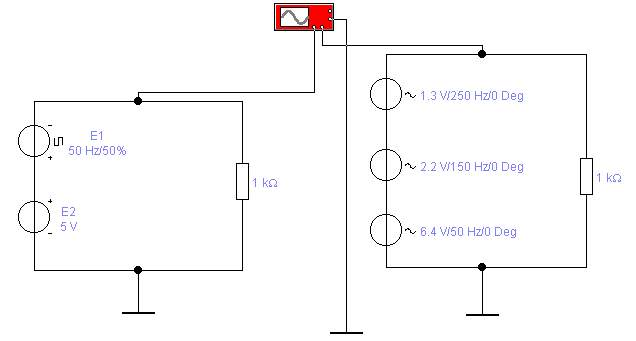 E1
50 Hz/50%
1 kΩ
E2
5 V
1.3 V/250 Hz/0 Deg
2.2 V/150 Hz/0 Deg
1 kΩ
6.4 V/50 Hz/0 Deg